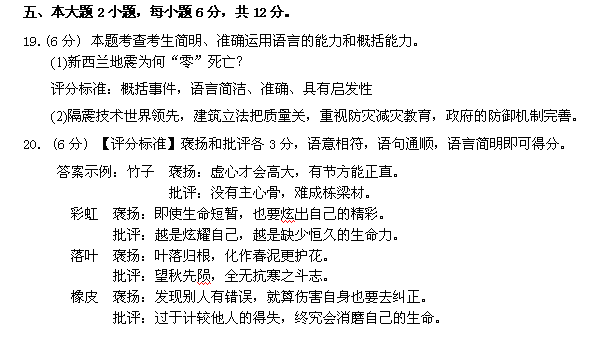 五、本大题 2 小题，每小题 6 分，共 12 分。
19.(6 分) 本题考查考生简明、准确运用语言的能力和概括能力。
(1)新西兰地震为何“零”死亡？
评分标准：概括事件，语言简洁、准确、具有启发性
(2)隔震技术世界领先，建筑立法把质量关，重视防灾减灾教育，政府的防御机制完善。
20. (6 分) 【评分标准】褒扬和批评各 3 分，语意相符，语句通顺，语言简明即可得分。
答案示例：竹子 褒扬：虚心才会高大，有节方能正直。
批评：没有主心骨，难成栋梁材。
彩虹 褒扬：即使生命短暂，也要炫出自己的精彩。
批评：越是炫耀自己，越是缺少恒久的生命力。
落叶 褒扬：叶落归根，化作春泥更护花。
批评：望秋先陨，全无抗寒之斗志。
橡皮 褒扬：发现别人有错误，就算伤害自身也要去纠正。
批评：过于计较他人的得失，终究会消磨自己的生命。